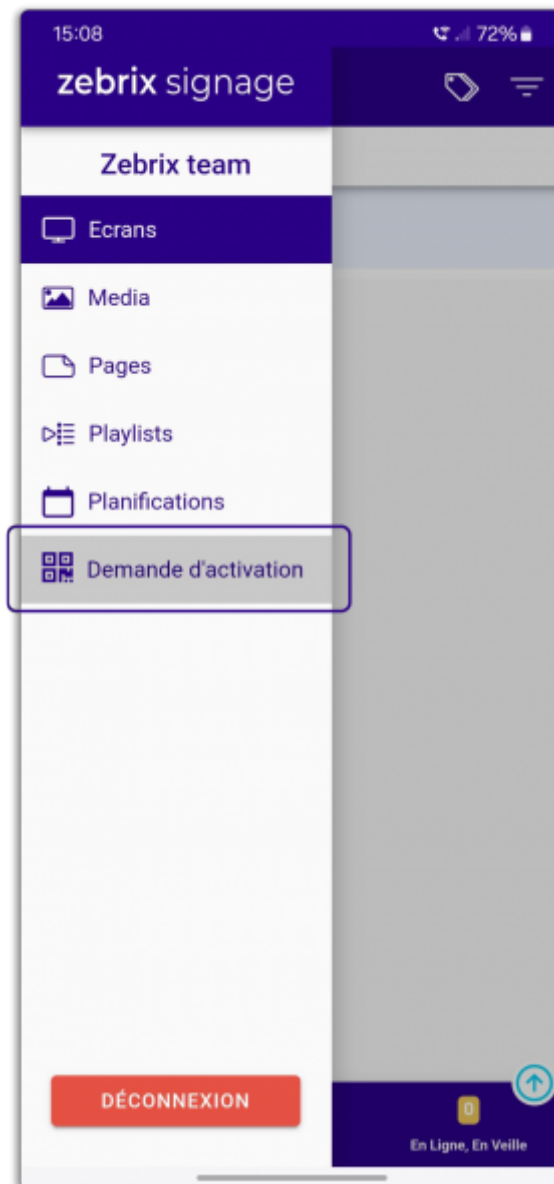 15:08 72%
zebrix signage
Zebrix team
Ecrans
Media
Pages
Playlists
Planifications
Demande d'activation
DÉCONNEXION
0
En Ligne, En Veille